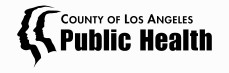 COUNTY OF LOS ANGELES
Public Health